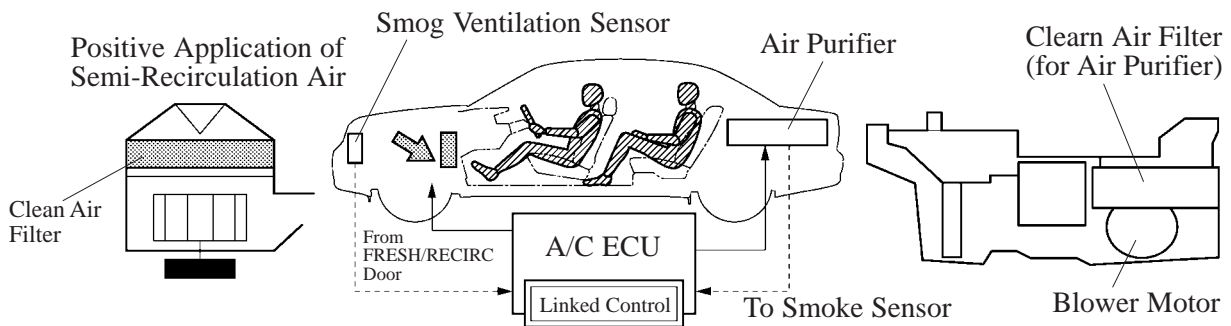 Positive Application of
Semi-Recirculation Air
Clean Air
Filter
Smog Ventilation Sensor
Air Purifier
From
FRESH/RECIRC
Door
A/C ECU
Linked Control
To Smoke Sensor
Clearn Air Filter
(for Air Purifier)
Blower Motor